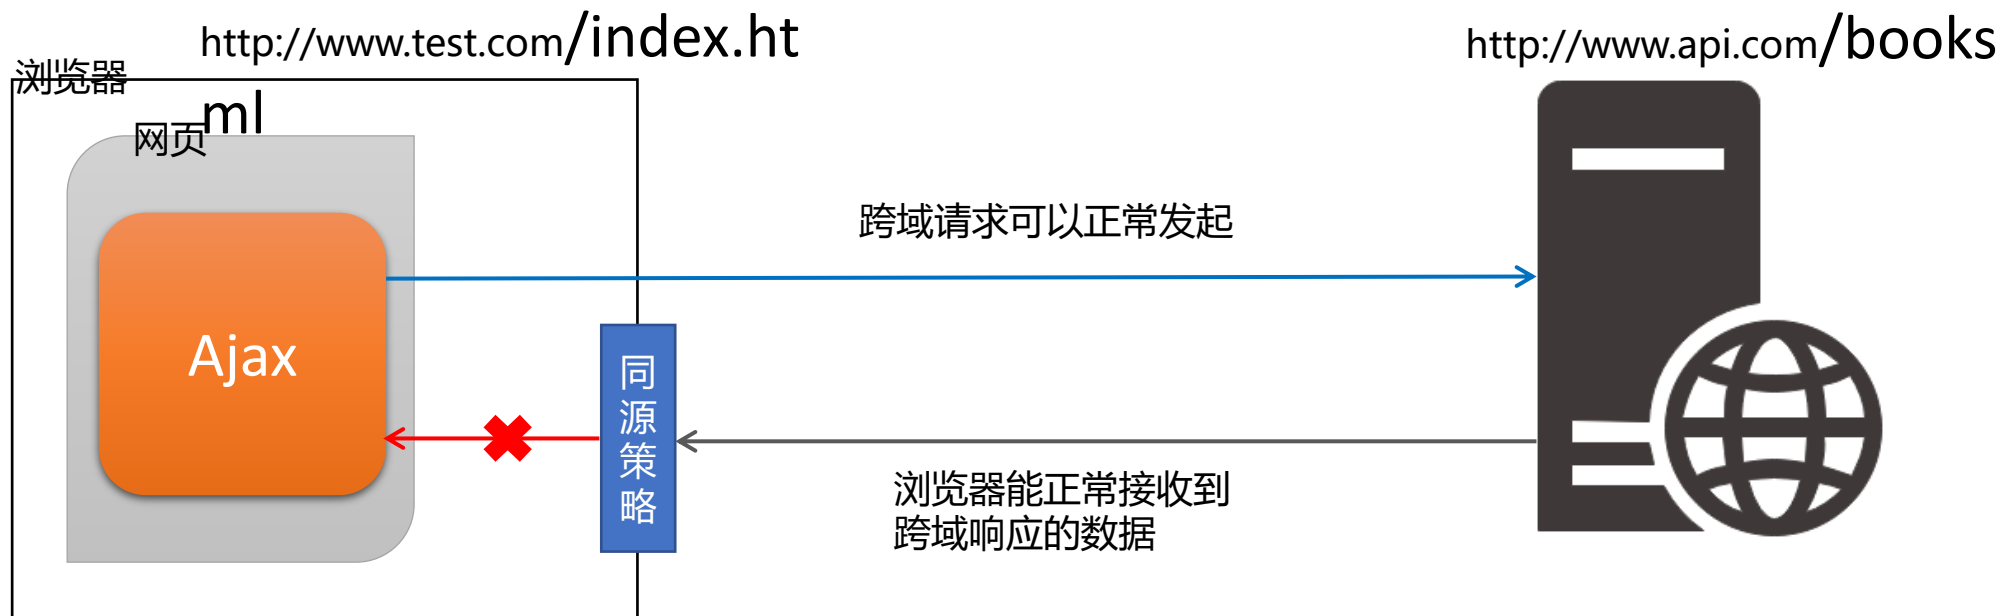 http://www.test.com/index.ht
ml
http://www.api.com/books
浏览器
网页
跨域请求可以正常发起
Ajax
同
源
策
略
浏览器能正常接收到
跨域响应的数据